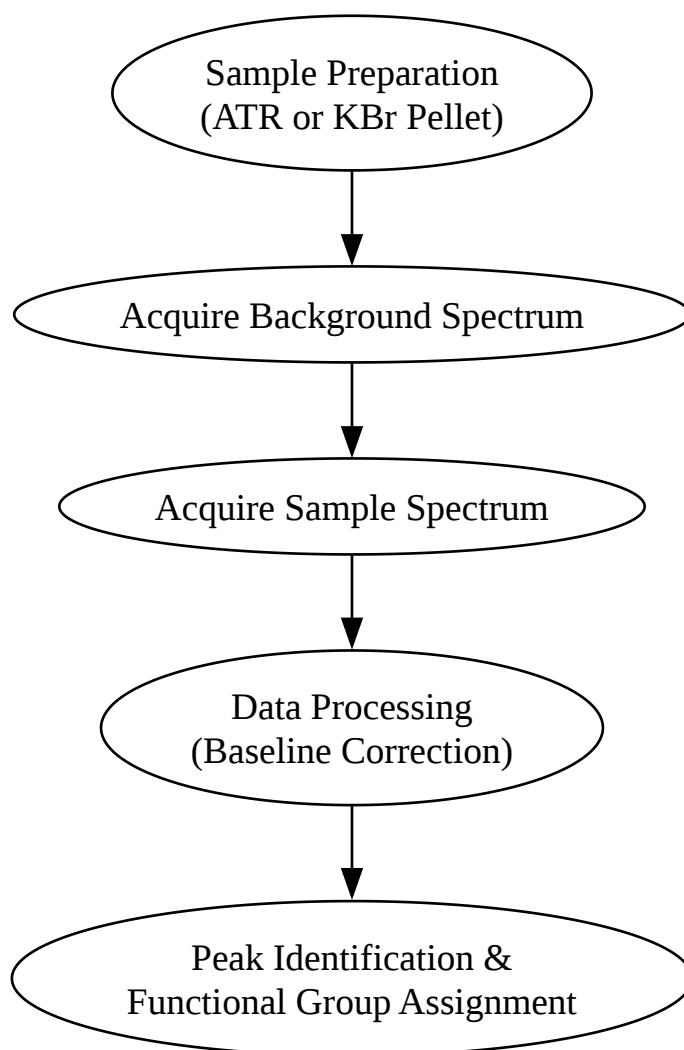 Sample Preparation
(ATR or KBr Pellet)
Acquire Background Spectrum
Acquire Sample Spectrum
Data Processing
(Baseline Correction)
Peak Identification &
Functional Group Assignment